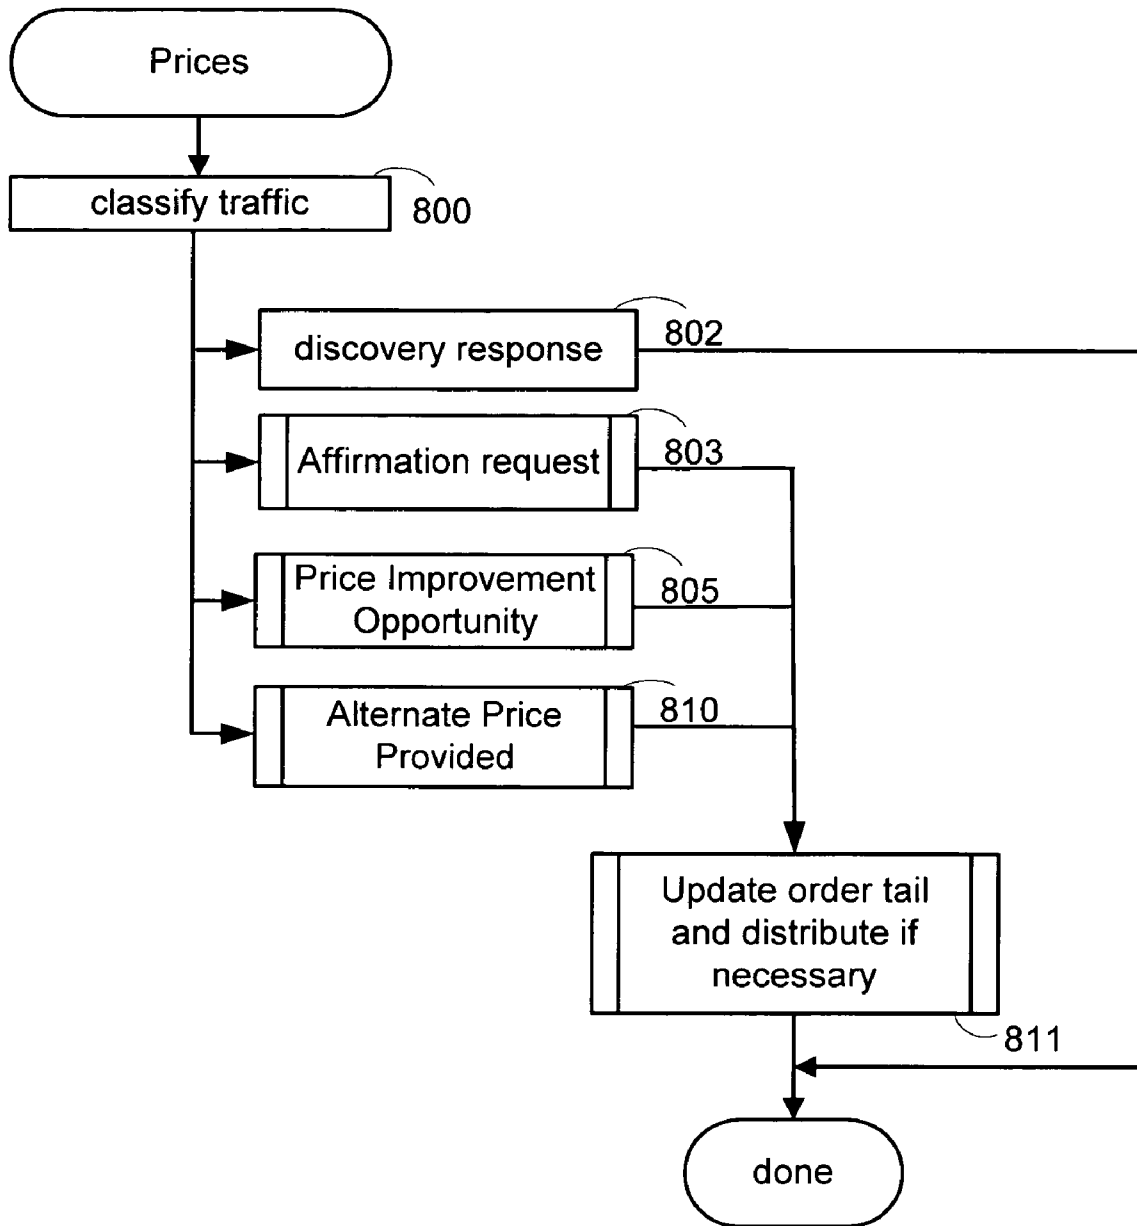 Prices
classify traffic
800
discovery response
802
Affirmation request
803
Price Improvement
Opportunity
805
Alternate Price
Provided
810
Update order tail
and distribute if
necessary
811
done